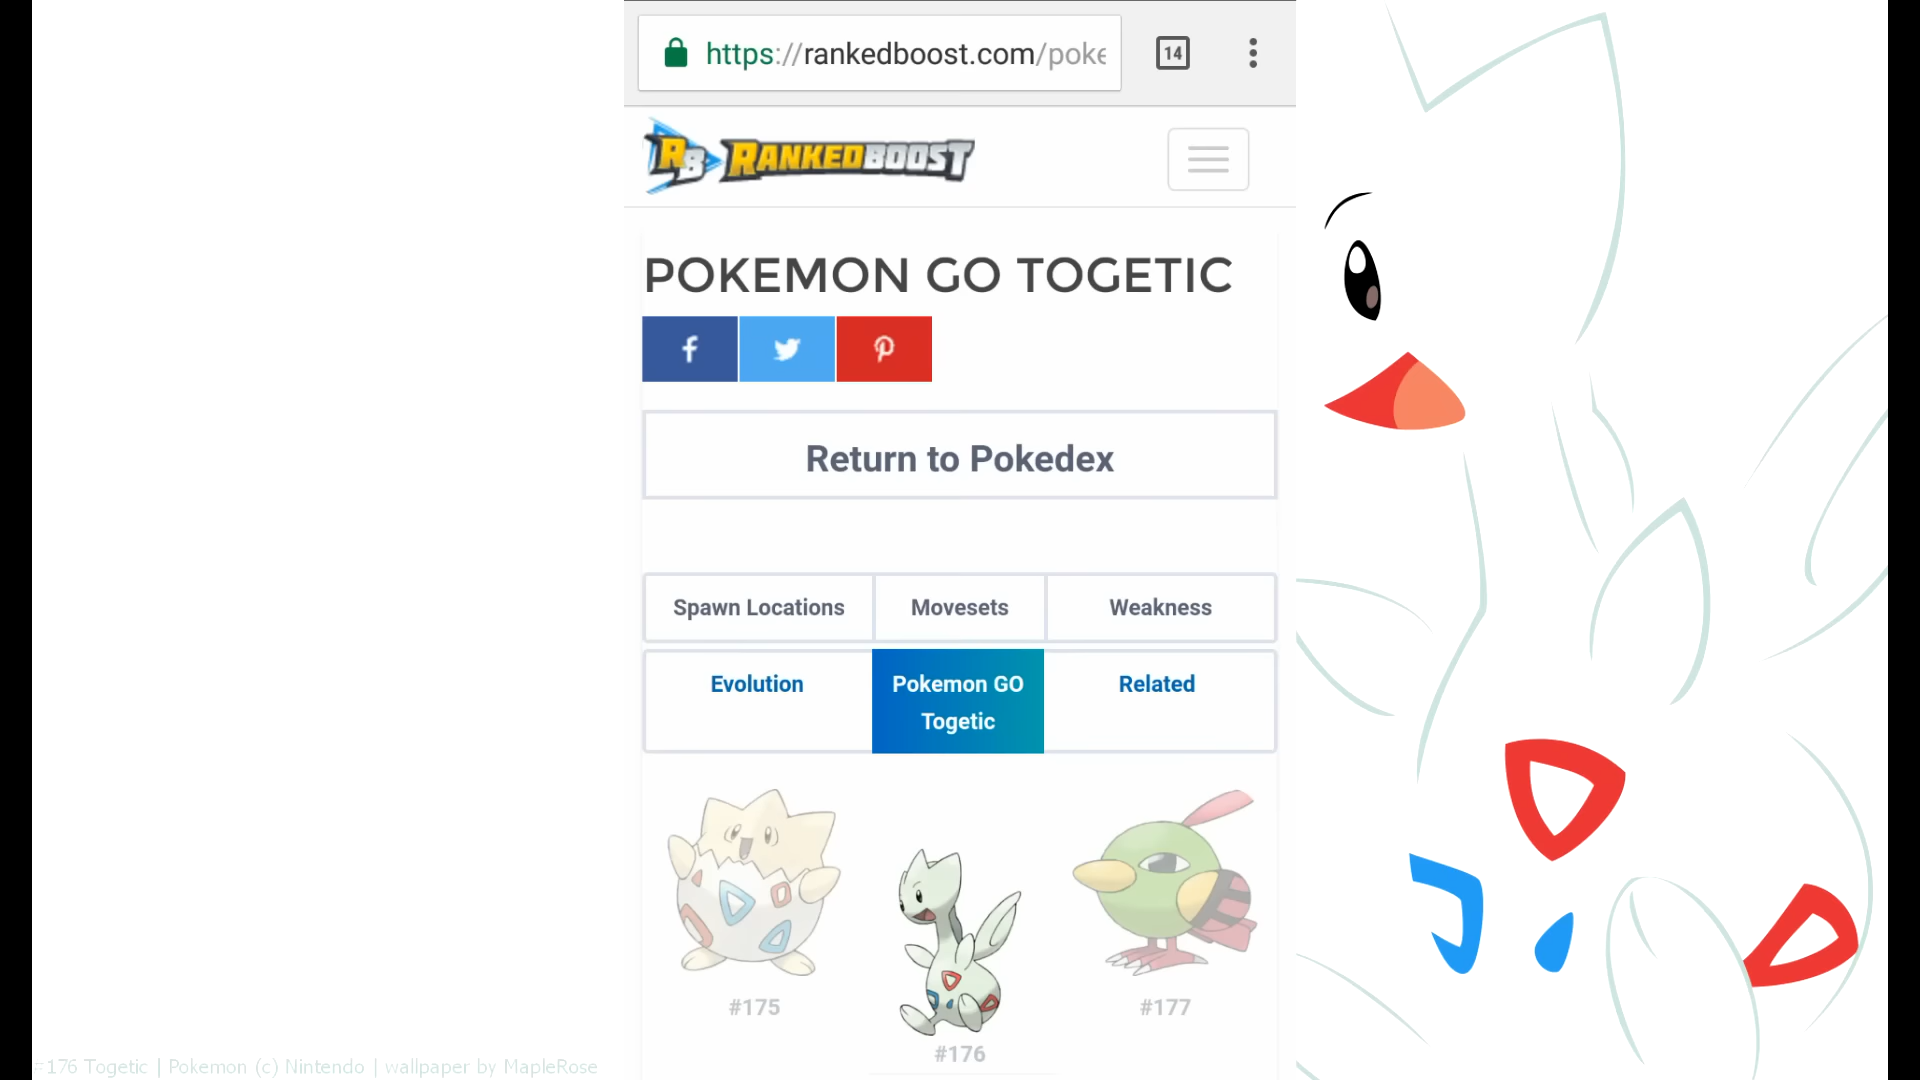 https://rankedboost.com/poke
14
RB RANKEDBOOST
POKEMON GO TOGETIC
Return to Pokedex
Spawn Locations Movesets Weakness
Evolution Pokemon GO Togetic Related
#175 #177
#176
#176 Togetic | Pokemon (c) Nintendo | wallpaper by MapleRose